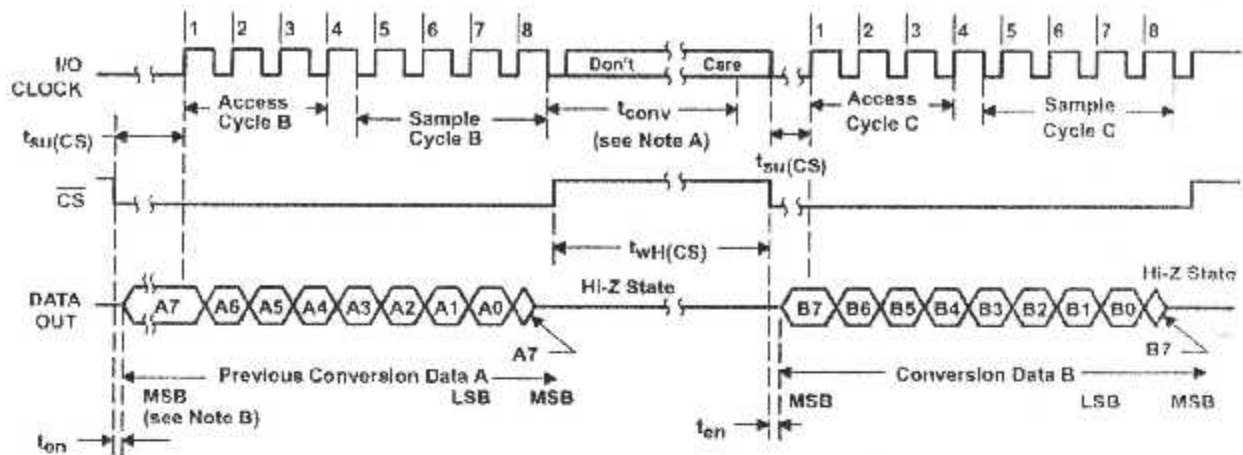 1 2 3 4 5 6 7 8 1 2 3 4 5 6 7 8
I/O
CLOCK
Don't Care
Access
Cycle B
Sample
Cycle B
tconv
(see Note A)
Access
Cycle C
Sample
Cycle C
tsu(CS)
tsu(CS)
CS
twH(CS)
DATA
OUT
A7 A6 A5 A4 A3 A2 A1 A0
Hi-Z State
B7 B6 B5 B4 B3 B2 B1 B0
Hi-Z State
A7
B7
Previous Conversion Data A
Conversion Data B
MSB
(see Note B)
LSB
MSB
MSB
LSB
MSB
ten
ten